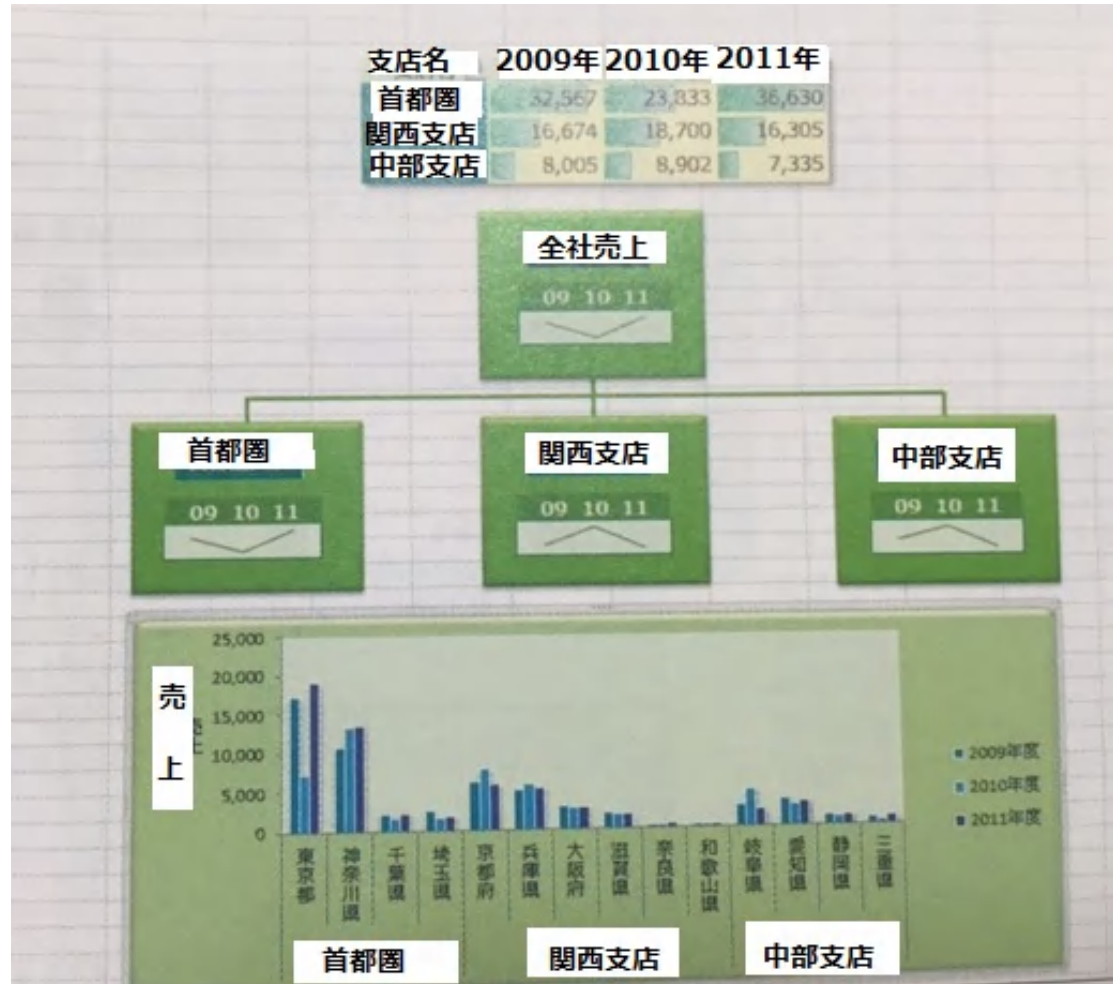 支店名 2009年 2010年 2011年
首都圏 32,567 23,833 36,630
関西支店 16,674 18,700 16,305
中部支店 8,005 8,902 7,335
全社売上
09 10 11
首都圏 関西支店 中部支店
09 10 11 09 10 11 09 10 11
売上
25,000
20,000
15,000
10,000
5,000
0
2009年度
2010年度
2011年度
東京都 神奈川県 千葉県 埼玉県 京都府 兵庫県 大阪府 滋賀県 奈良県 和歌山県 岐阜県 愛知県 静岡県 三重県
首都圏 関西支店 中部支店